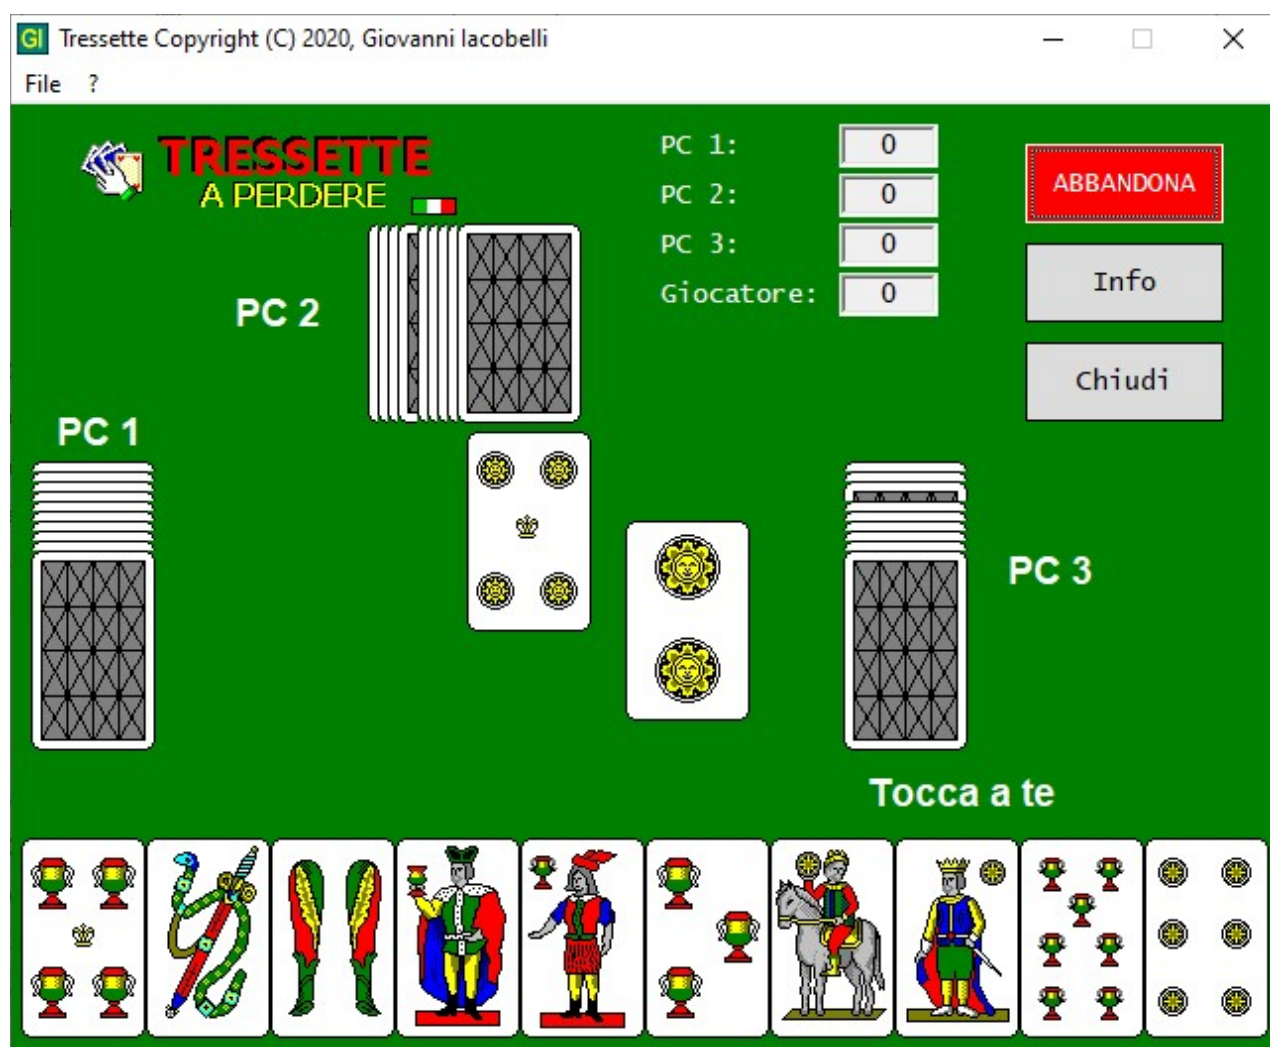 GI Tressette Copyright (C) 2020, Giovanni Iacobelli
File ?
TRESSETTE
A PERDERE
PC 1: 0
PC 2: 0
PC 3: 0
Giocatore: 0
ABBANDONA
Info
Chiudi
PC 2
PC 1
PC 3
Tocca a te